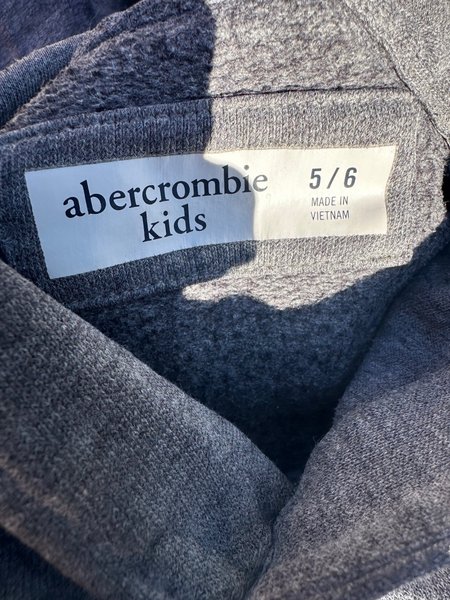 abercrombie
kids
5/6
MADE IN
VIETNAM